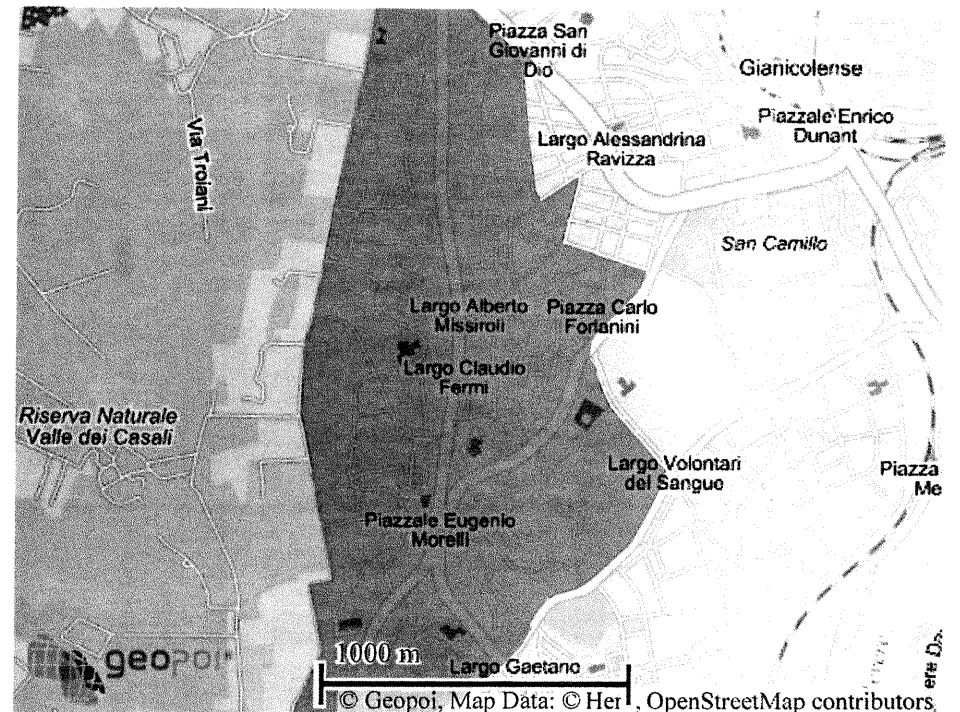 Piazza San
Giovanni di
Dio
Gianicolense
Piazzale Enrico
Dunant
Largo Alessandrina
Ravizza
Via Troiani
San Camillo
Largo Alberto
Missiroli
Piazza Carlo
Forlanini
Largo Claudio
Fermi
Riserva Naturale
Valle dei Casali
Largo Volontari
del Sangue
Piazza
Me
Piazzale Eugenio
Morelli
geopoi
1000 m
Largo Gaetano
ere Da
© Geopoi, Map Data: © Her , OpenStreetMap contributors